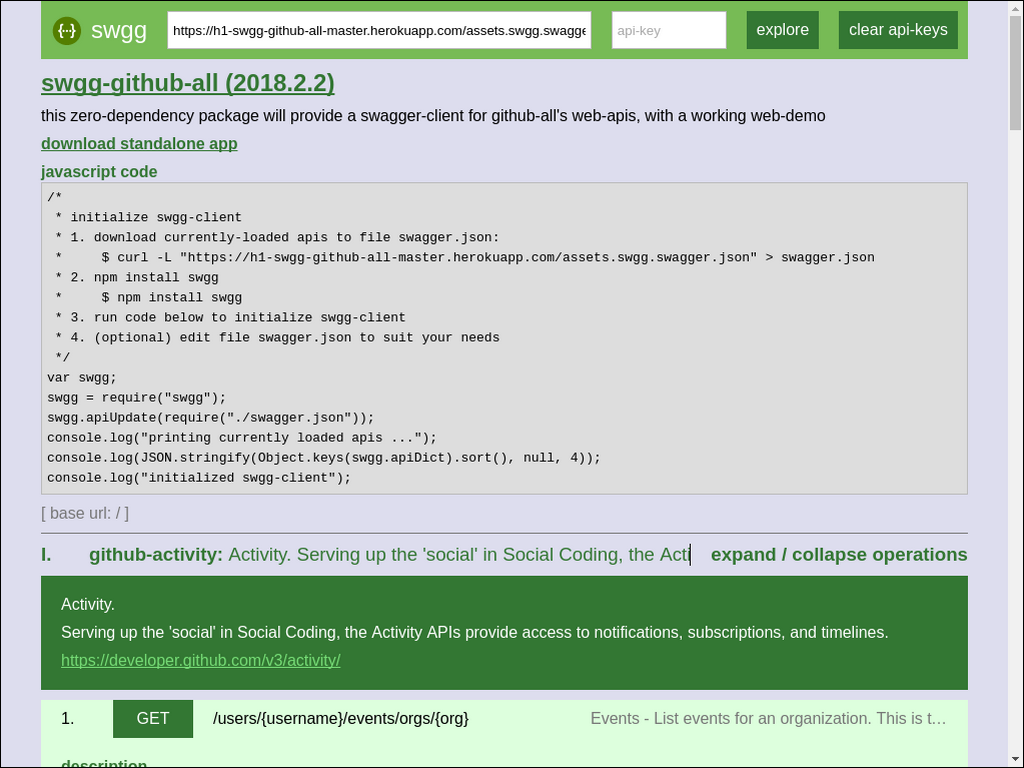 {··} swgg https://h1-swgg-github-all-master.herokuapp.com/assets.swgg.swagge api-key explore clear api-keys
swgg-github-all (2018.2.2)
this zero-dependency package will provide a swagger-client for github-all's web-apis, with a working web-demo
download standalone app
javascript code
/*
 * initialize swgg-client
 * 1. download currently-loaded apis to file swagger.json:
 *     $ curl -L "https://h1-swgg-github-all-master.herokuapp.com/assets.swgg.swagger.json" > swagger.json
 * 2. npm install swgg
 *     $ npm install swgg
 * 3. run code below to initialize swgg-client
 * 4. (optional) edit file swagger.json to suit your needs
 */
var swgg;
swgg = require("swgg");
swgg.apiUpdate(require("./swagger.json"));
console.log("printing currently loaded apis ...");
console.log(JSON.stringify(Object.keys(swgg.apiDict).sort(), null, 4));
console.log("initialized swgg-client");
[ base url: / ]
I. github-activity: Activity. Serving up the 'social' in Social Coding, the Acti expand / collapse operations
Activity.
Serving up the 'social' in Social Coding, the Activity APIs provide access to notifications, subscriptions, and timelines.
https://developer.github.com/v3/activity/
1. GET /users/{username}/events/orgs/{org} Events - List events for an organization. This is t…
description